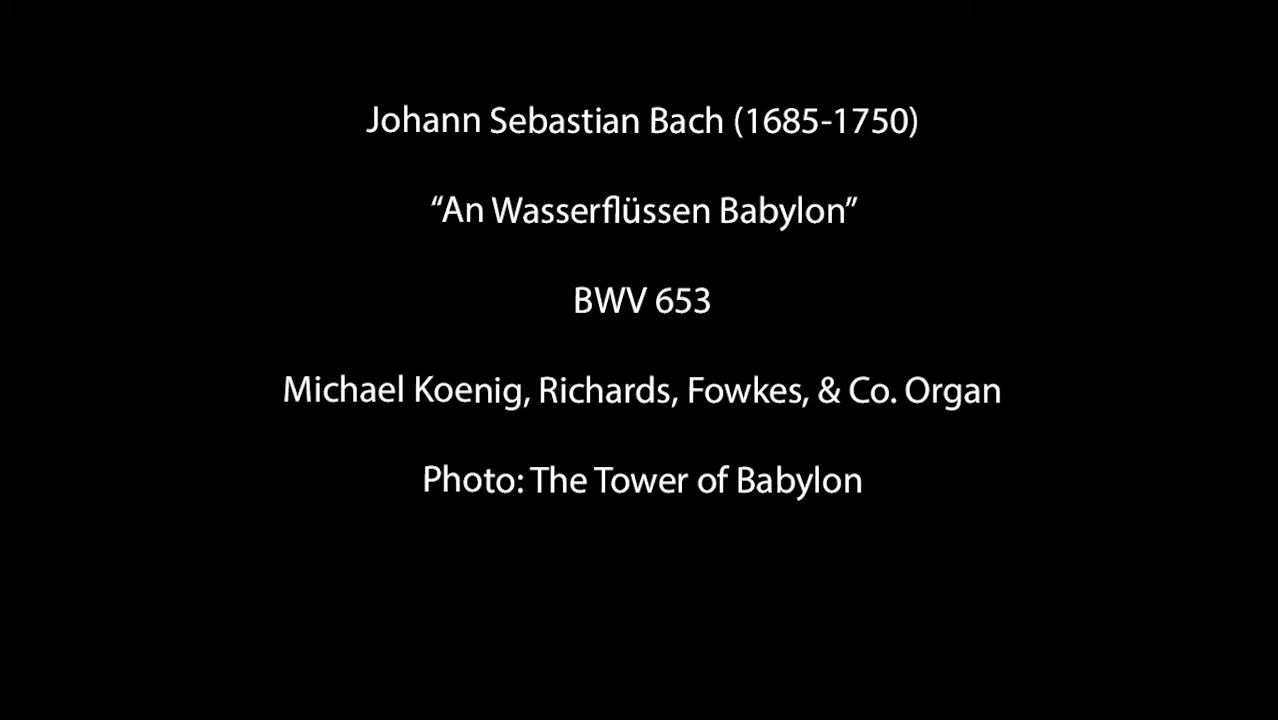 Johann Sebastian Bach (1685-1750)
“An Wasserflüssen Babylon”
BWV 653
Michael Koenig, Richards, Fowkes, & Co. Organ
Photo: The Tower of Babylon